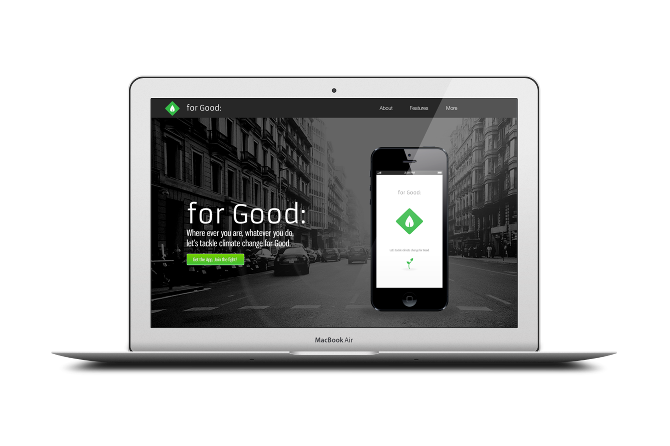 for Good:
About Features More
for Good:
Where ever you are, whatever you do,
let's tackle climate change for Good.
Get the App, Join the Fight!
for Good:
MacBook Air